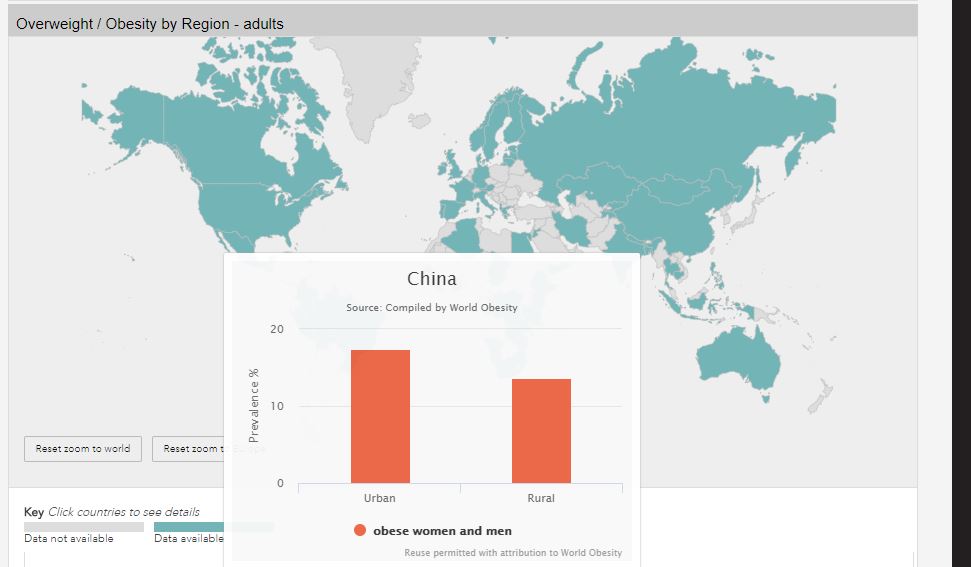 Overweight / Obesity by Region - adults
China
Source: Compiled by World Obesity
20
10
0
Prevalence %
Urban
Rural
obese women and men
Reuse permitted with attribution to World Obesity
Reset zoom to world
Reset zoom to Europe
Key Click countries to see details
Data not available
Data available